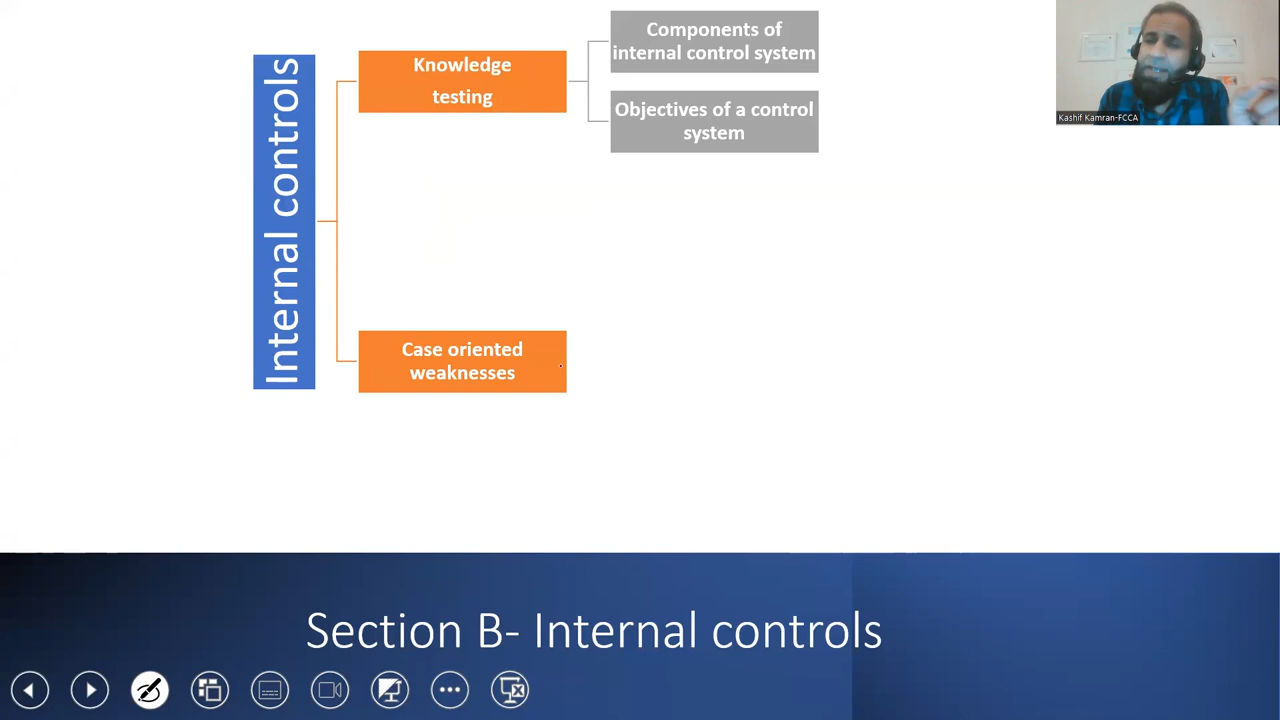 Internal controls
Knowledge
testing
Components of
internal control system
Objectives of a control
system
Case oriented
weaknesses
Kashif Kamran-FCCA
Section B- Internal controls